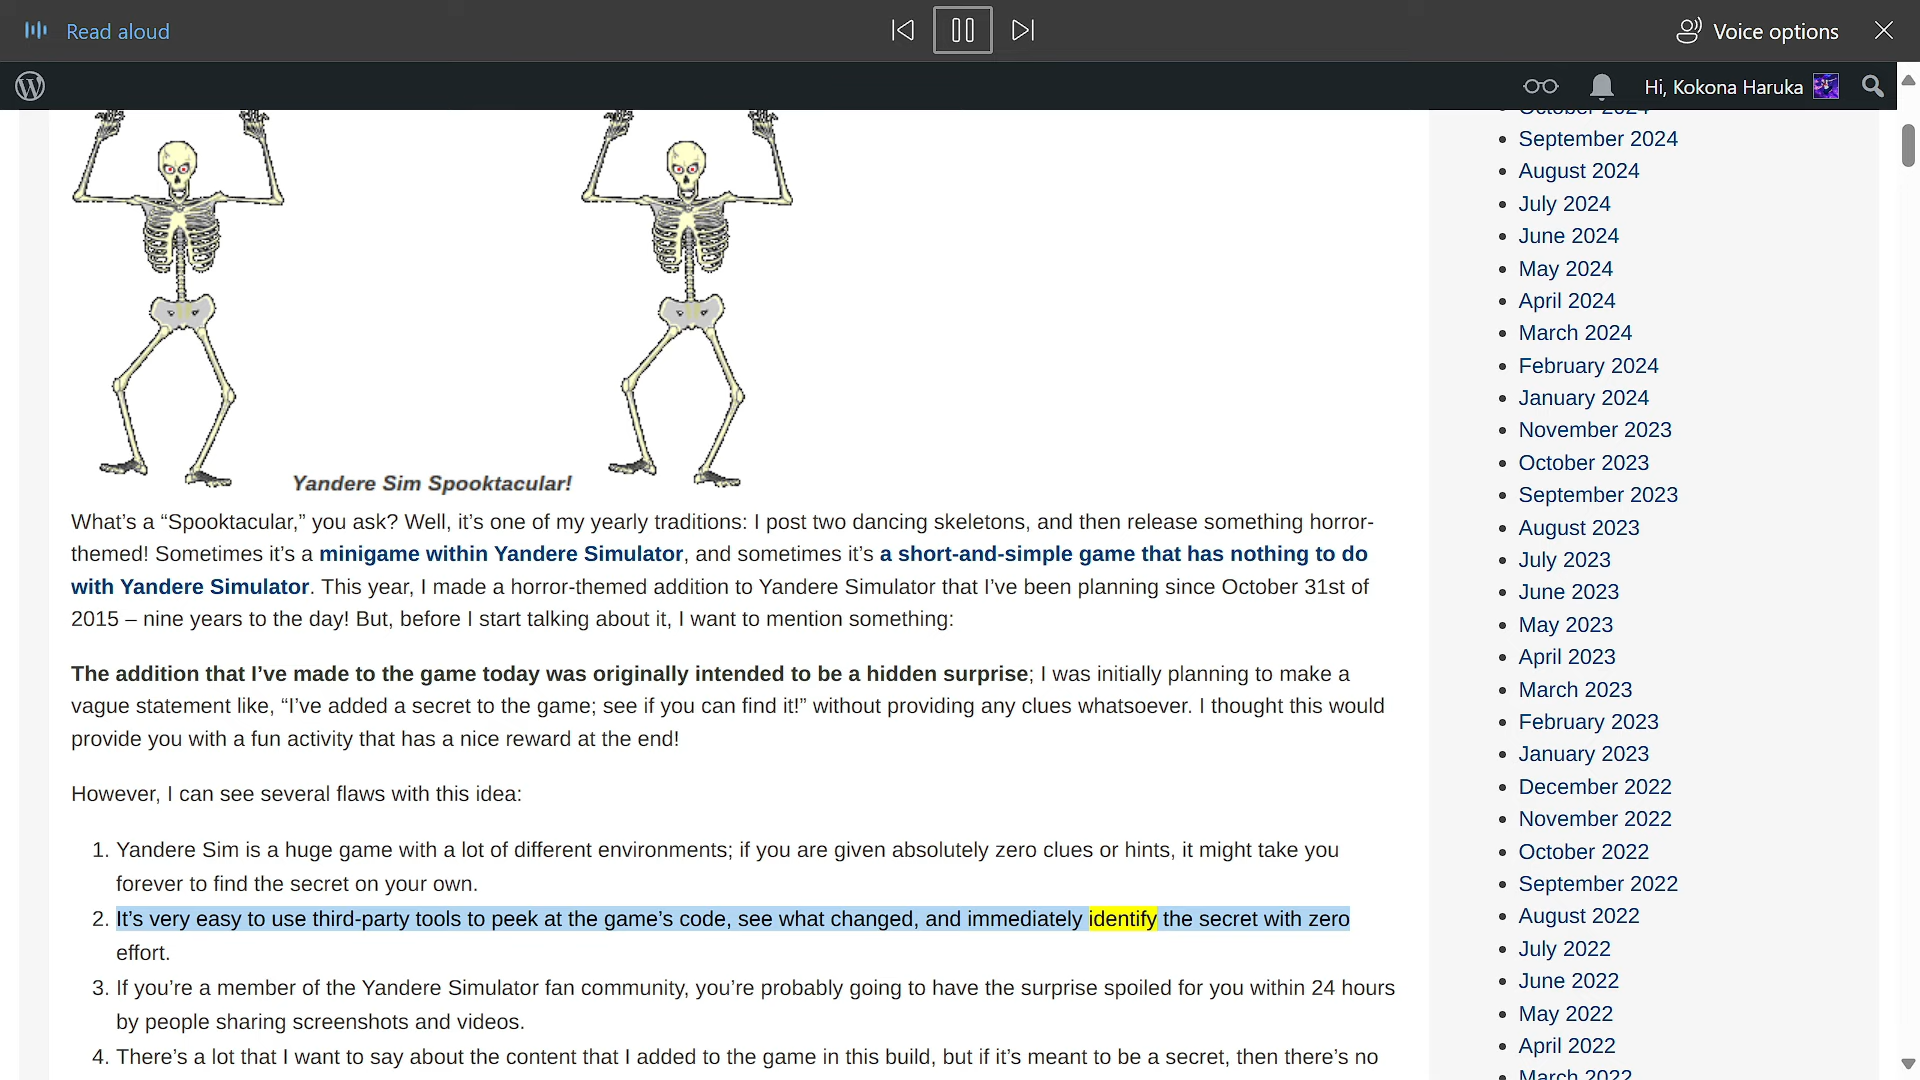 Read aloud
Voice options
Hi, Kokona Haruka
October 2024
September 2024
August 2024
July 2024
June 2024
May 2024
April 2024
March 2024
February 2024
January 2024
November 2023
October 2023
September 2023
August 2023
July 2023
June 2023
May 2023
April 2023
March 2023
February 2023
January 2023
December 2022
November 2022
October 2022
September 2022
August 2022
July 2022
June 2022
May 2022
April 2022
March 2022
Yandere Sim Spooktacular!
What’s a “Spooktacular,” you ask? Well, it’s one of my yearly traditions: I post two dancing skeletons, and then release something horror-
themed! Sometimes it’s a minigame within Yandere Simulator, and sometimes it’s a short-and-simple game that has nothing to do
with Yandere Simulator. This year, I made a horror-themed addition to Yandere Simulator that I’ve been planning since October 31st of
2015 – nine years to the day! But, before I start talking about it, I want to mention something:
The addition that I’ve made to the game today was originally intended to be a hidden surprise; I was initially planning to make a
vague statement like, “I’ve added a secret to the game; see if you can find it!” without providing any clues whatsoever. I thought this would
provide you with a fun activity that has a nice reward at the end!
However, I can see several flaws with this idea:
1. Yandere Sim is a huge game with a lot of different environments; if you are given absolutely zero clues or hints, it might take you
forever to find the secret on your own.
2. It’s very easy to use third-party tools to peek at the game’s code, see what changed, and immediately identify the secret with zero
effort.
3. If you’re a member of the Yandere Simulator fan community, you’re probably going to have the surprise spoiled for you within 24 hours
by people sharing screenshots and videos.
4. There’s a lot that I want to say about the content that I added to the game in this build, but if it’s meant to be a secret, then there’s no